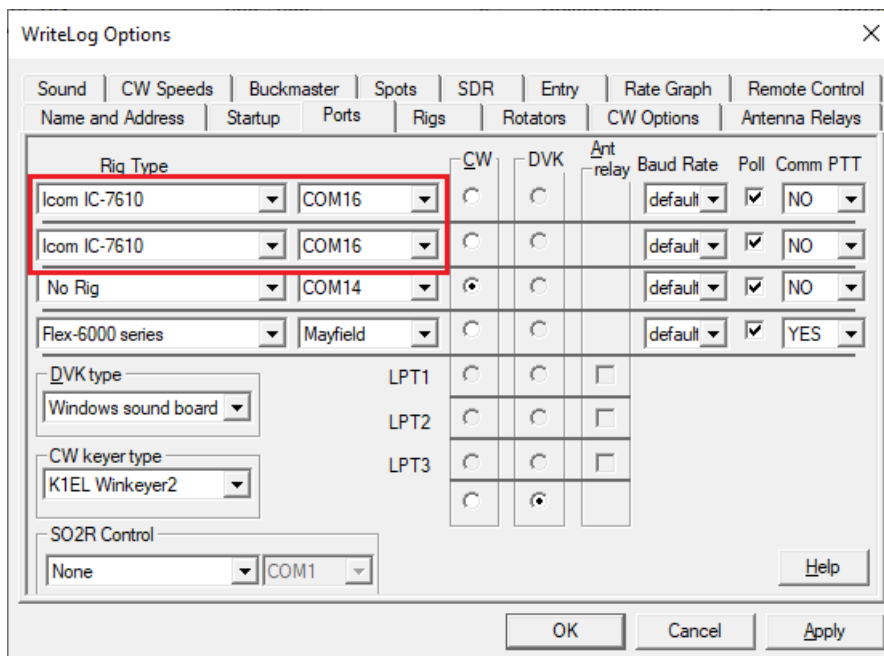 WriteLog Options
Sound CW Speeds Buckmaster Spots SDR Entry Rate Graph Remote Control
Name and Address Startup Ports Rigs Rotators CW Options Antenna Relays
Rig Type CW DVK Ant relay Baud Rate Poll Comm PTT
Icom IC-7610 COM16 default NO
Icom IC-7610 COM16 default NO
No Rig COM14 default NO
Flex-6000 series Mayfield default YES
DVK type LPT1
Windows sound board LPT2
CW keyer type LPT3
K1EL Winkeyer2
SO2R Control
None COM1 Help
OK Cancel Apply